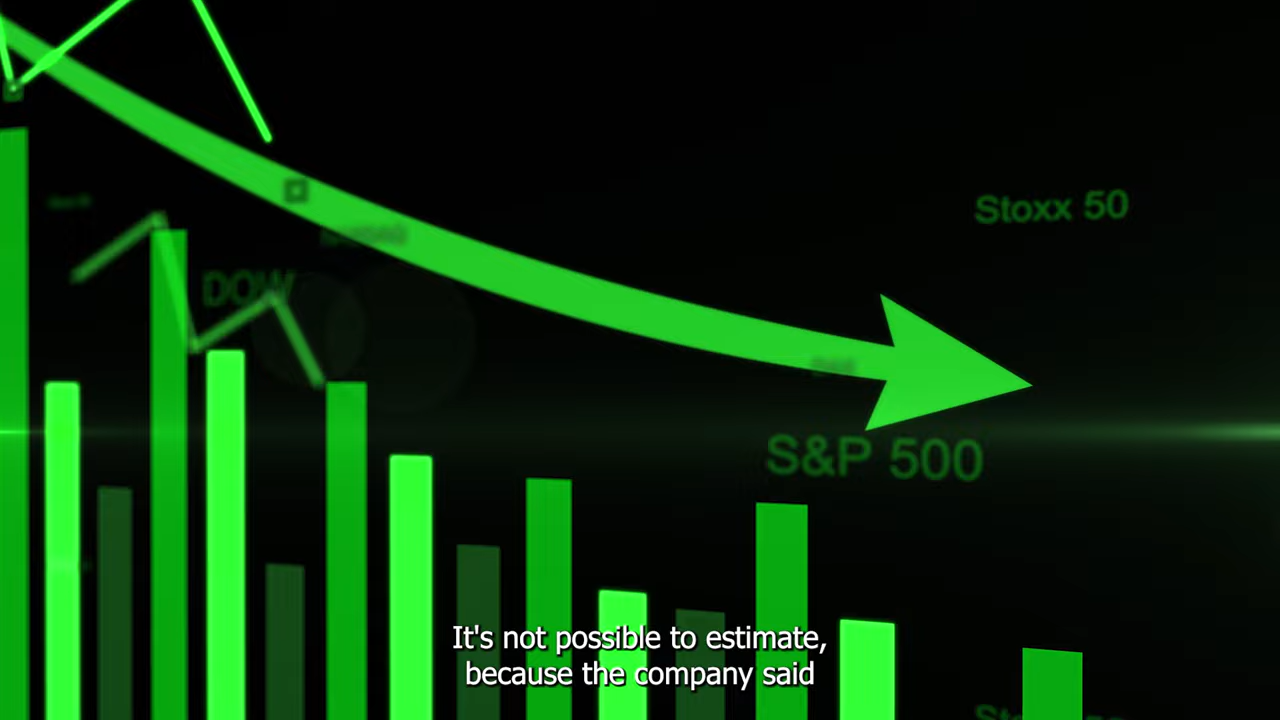 Stoxx 50
DOW
S&P 500
It's not possible to estimate,
because the company said